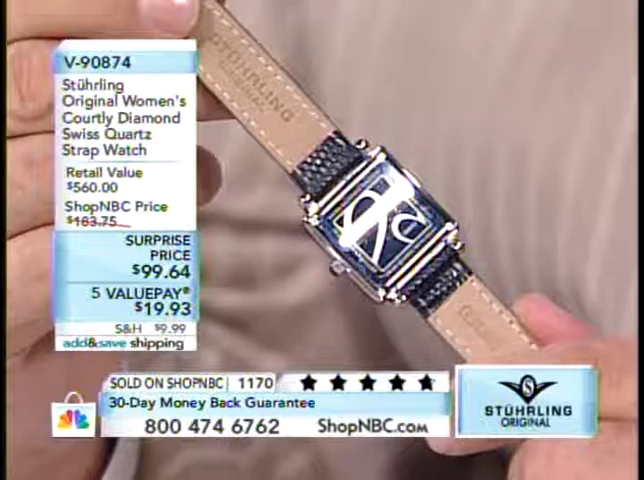 V-90874
Stührling
Original Women's
Courtly Diamond
Swiss Quartz
Strap Watch
Retail Value
$560.00
ShopNBC Price
$183.75
SURPRISE
PRICE
$99.64
5 VALUEPAY®
$19.93
S&H $9.99
add&save shipping
STÜHRLING
ORIGINAL
SOLD ON SHOPNBC 1170
30-Day Money Back Guarantee
800 474 6762 ShopNBC.com
S
STÜHRLING
ORIGINAL